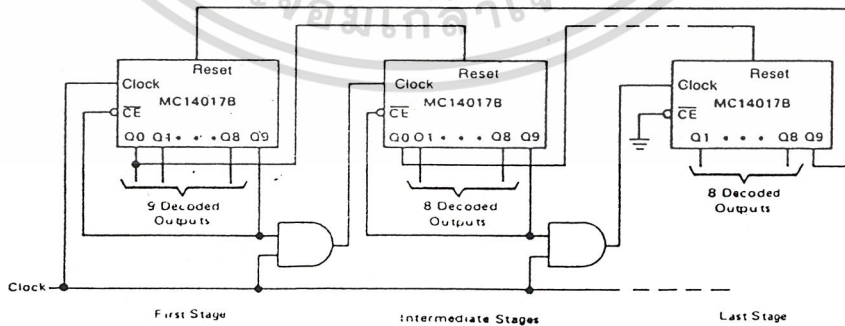 Reset
Clock
MC14017B
CE
Q0 Q1 • • • Q8 Q9
9 Decoded
Outputs
Reset
Clock
MC14017B
CE
Q0 Q1 • • • Q8 Q9
8 Decoded
Outputs
Reset
Clock
MC14017B
CE
Q1 • • • Q8 Q9
8 Decoded
Outputs
Clock
First Stage
Intermediate Stages
Last Stage